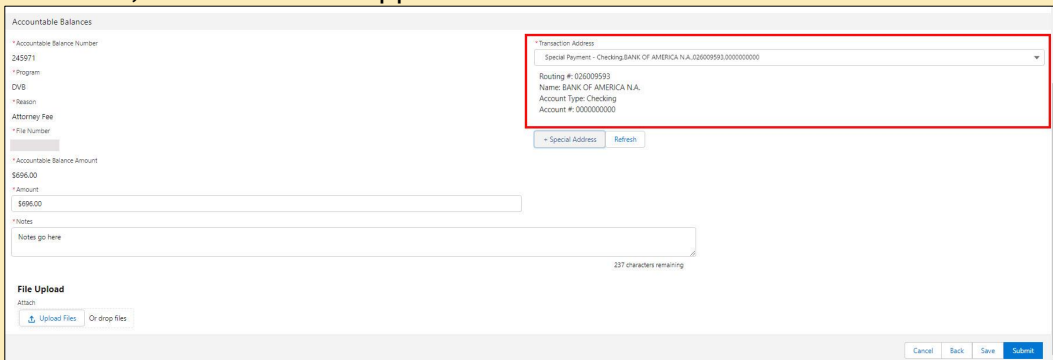 Accountable Balances
* Accountable Balance Number
245971
* Program
DVB
* Reason
Attorney Fee
* File Number
* Accountable Balance Amount
$696.00
* Amount
$696.00
* Notes
Notes go here
237 characters remaining
* Transaction Address
Special Payment - Checking,BANK OF AMERICA N.A.,026009593,0000000000
Routing #: 026009593
Name: BANK OF AMERICA N.A.
Account Type: Checking
Account #: 0000000000
+ Special Address Refresh
File Upload
Attach
Upload Files Or drop files
Cancel Back Save Submit